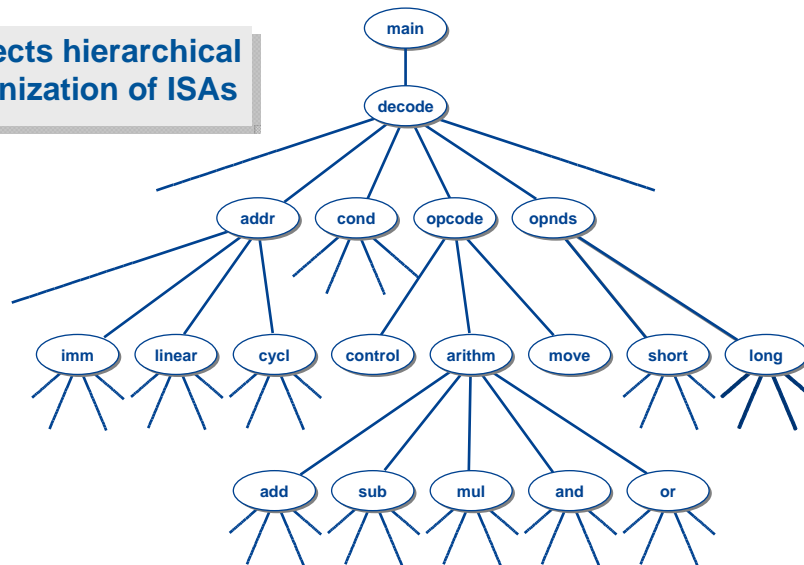 main
ects hierarchical
nization of ISAs
decode
addr cond opcode opnds
imm linear cycl control arithm move short long
add sub mul and or